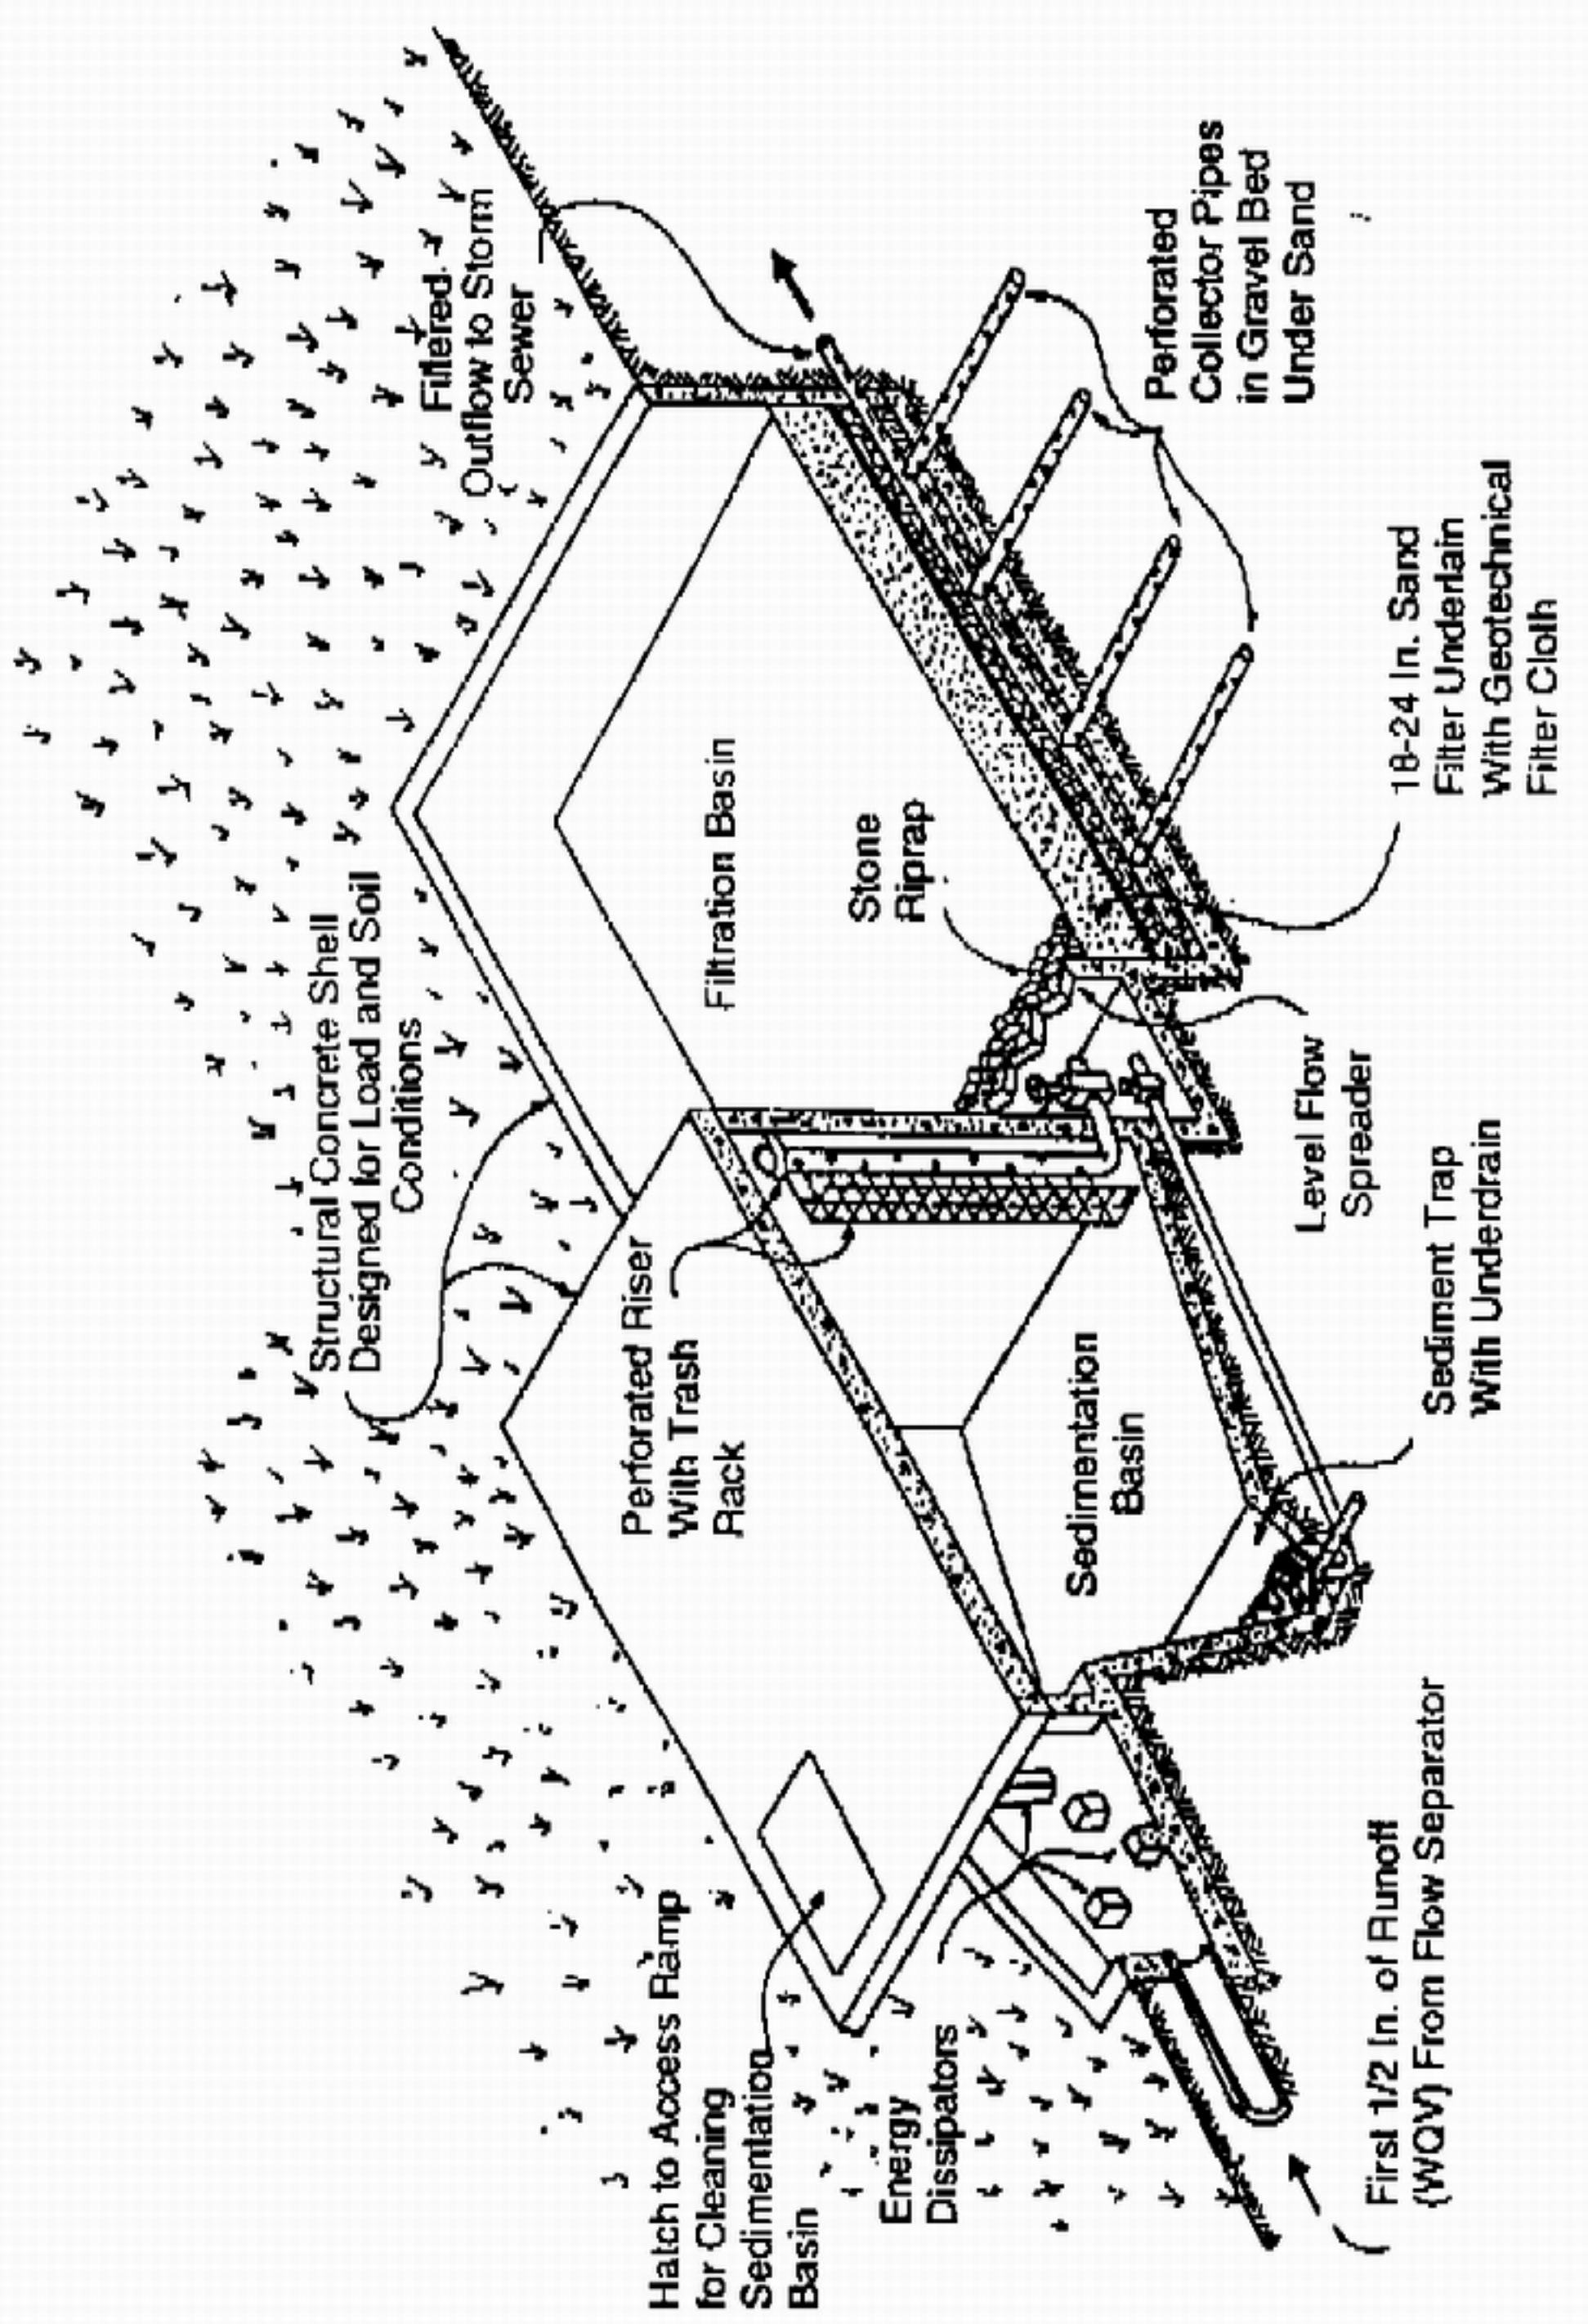 Structural Concrete Shell
Designed for Load and Soil
Conditions
Filtered
Outflow to Storm
Sewer
Hatch to Access Ramp
for Cleaning
Sedimentation
Basin
Perforated Riser
With Trash
Rack
Filtration Basin
Stone
Riprap
Energy
Dissipators
Sedimentation
Basin
Perforated
Collector Pipes
in Gravel Bed
Under Sand
Level Flow
Spreader
18-24 In. Sand
Filter Underlain
With Geotechnical
Filter Cloth
Sediment Trap
With Underdrain
First 1/2 In. of Runoff
(WQV) From Flow Separator